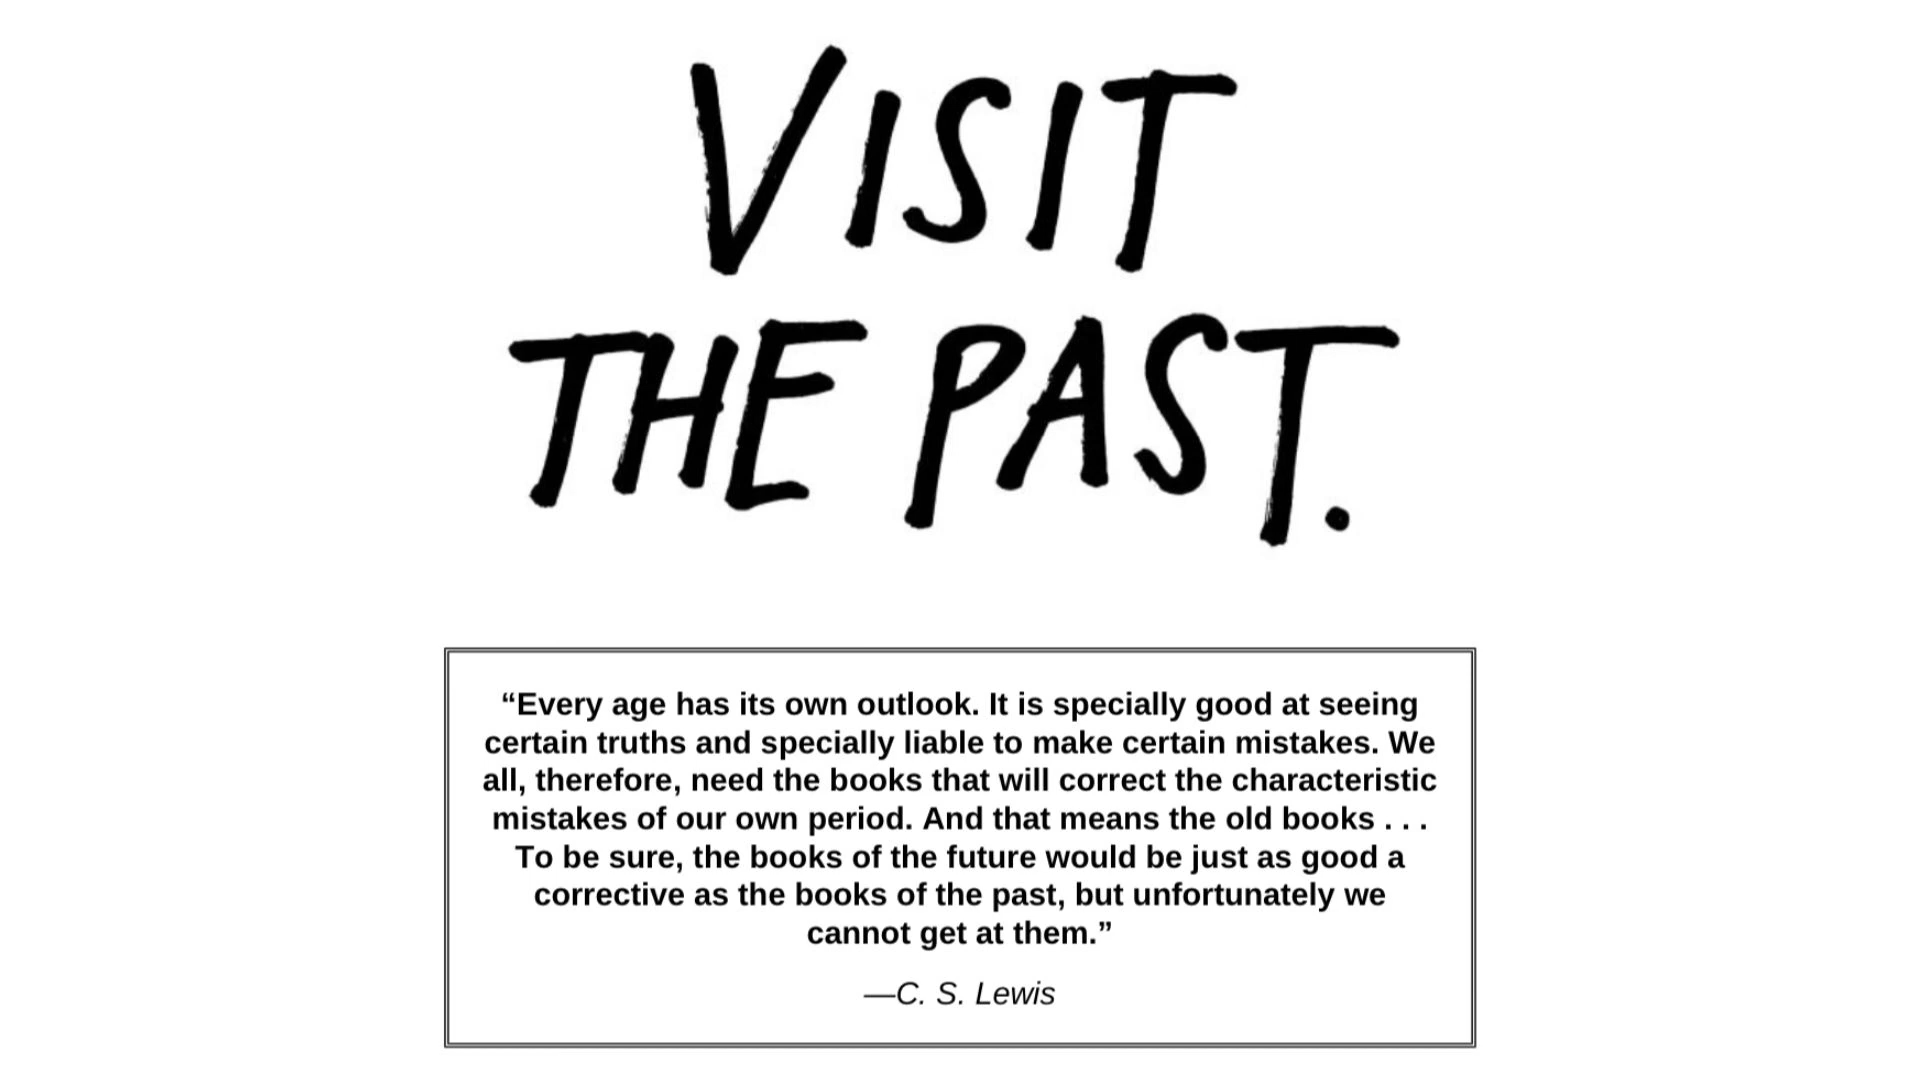 VISIT
THE PAST.
“Every age has its own outlook. It is specially good at seeing
certain truths and specially liable to make certain mistakes. We
all, therefore, need the books that will correct the characteristic
mistakes of our own period. And that means the old books . . .
To be sure, the books of the future would be just as good a
corrective as the books of the past, but unfortunately we
cannot get at them.”
—C. S. Lewis